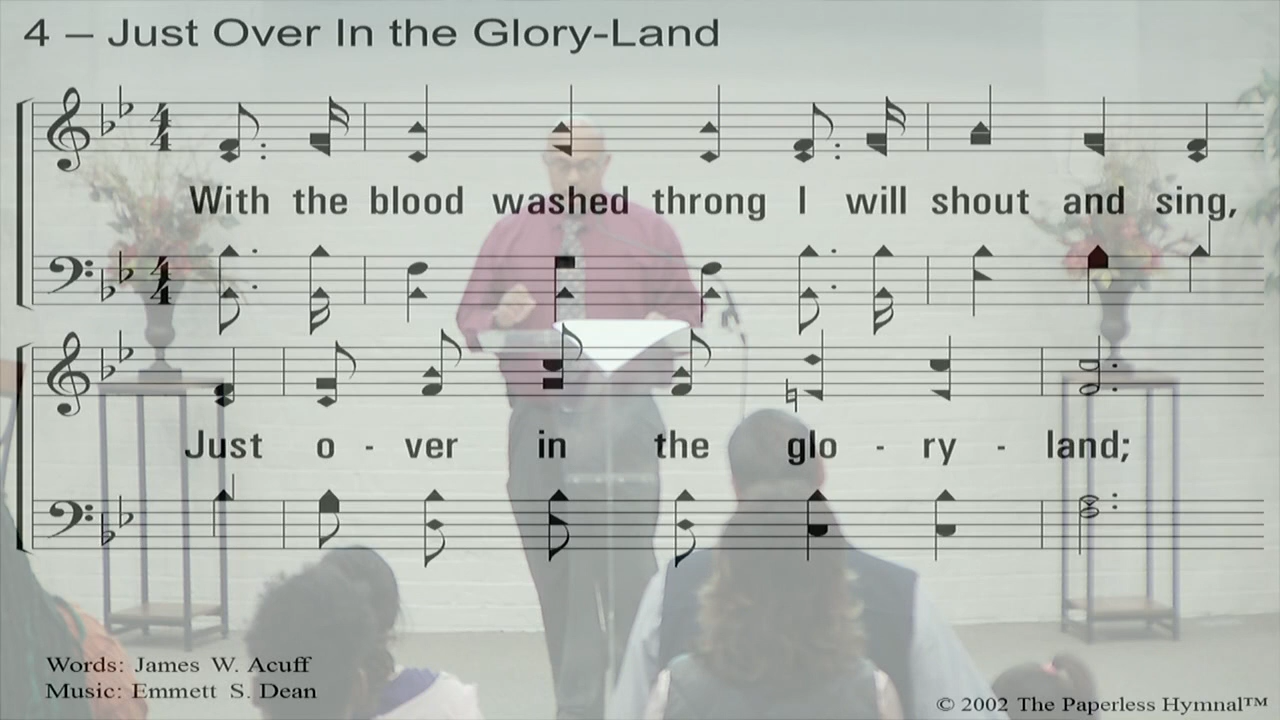 4 – Just Over In the Glory-Land
With the blood washed throng I will shout and sing,
Just o - ver in the glo - ry - land;
Words: James W. Acuff
Music: Emmett S. Dean
© 2002 The Paperless Hymnal™